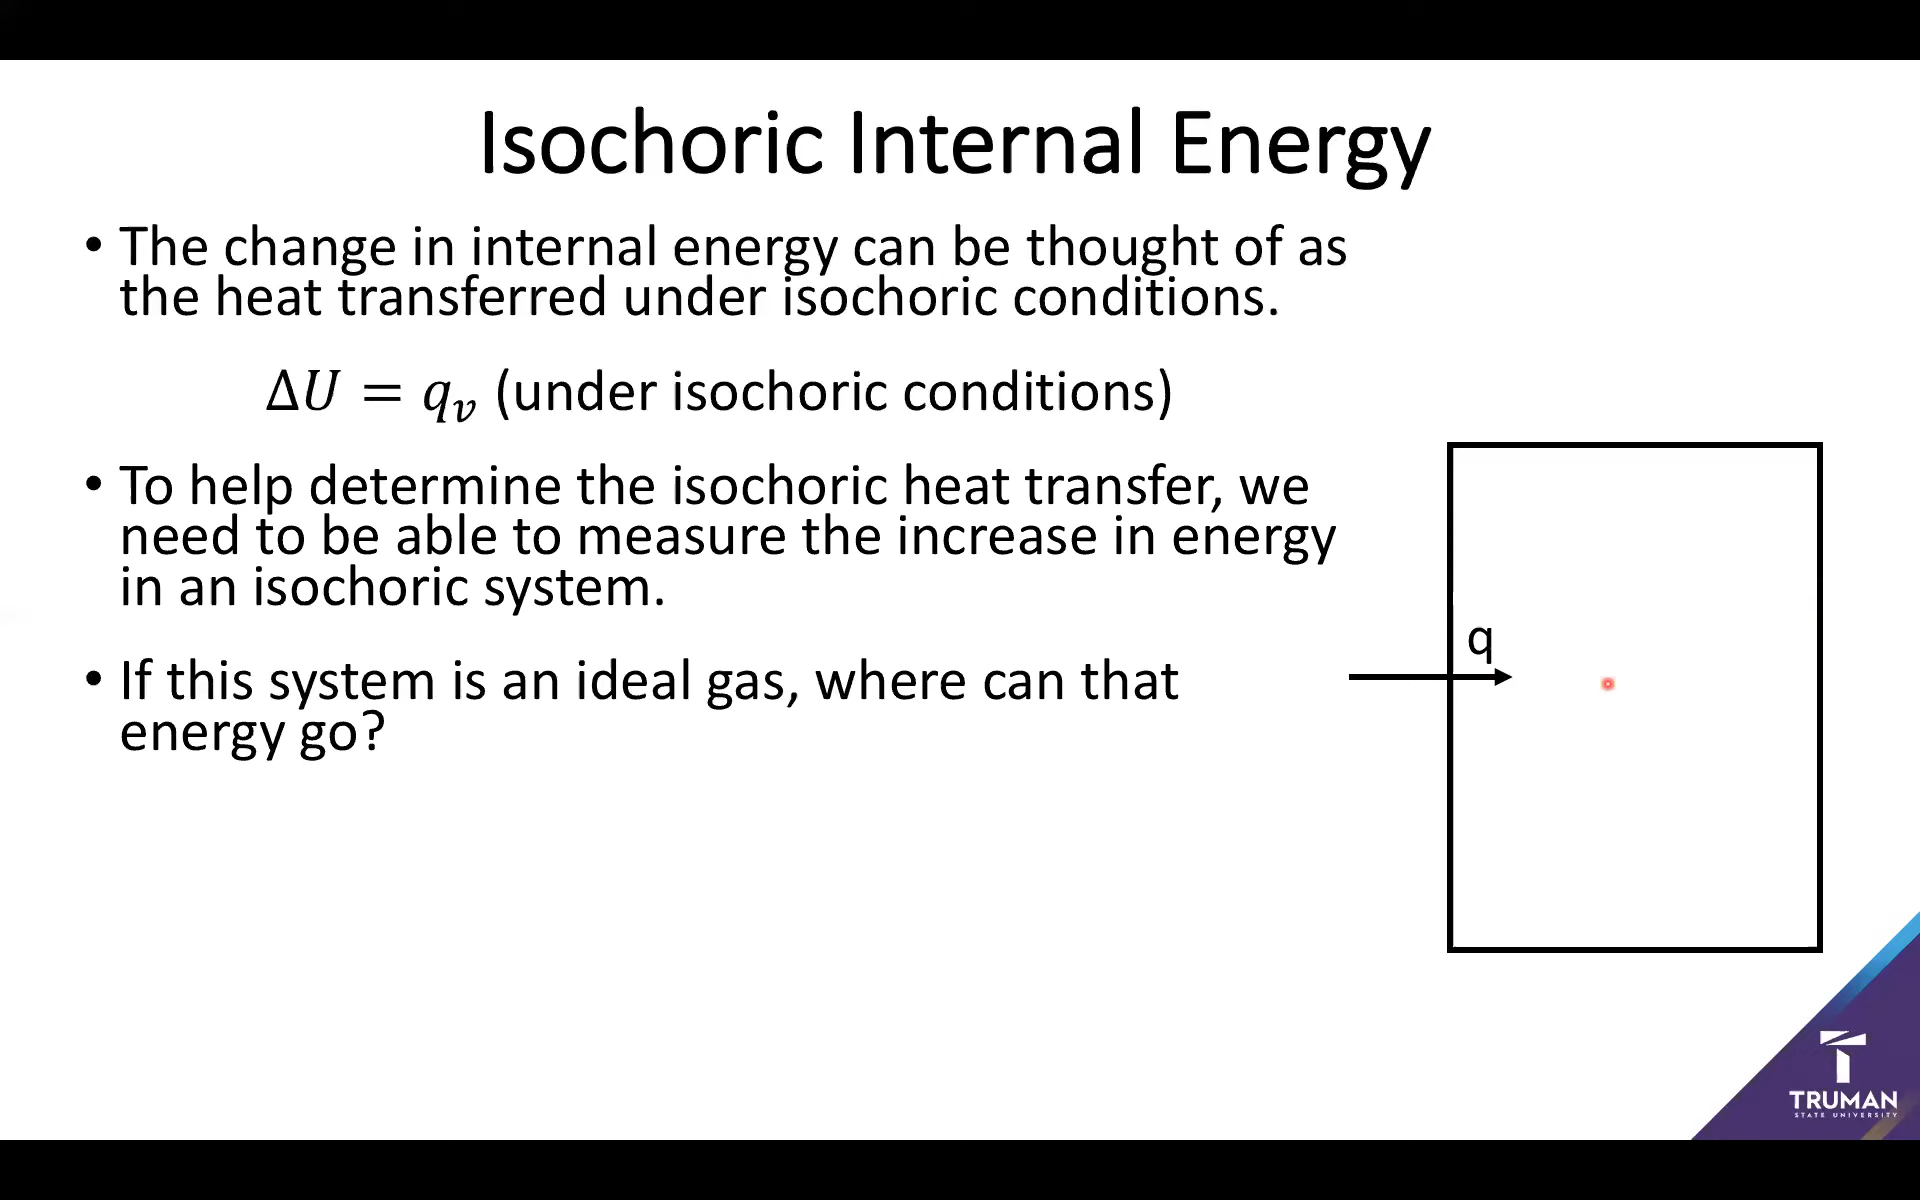 Isochoric Internal Energy
• The change in internal energy can be thought of as
the heat transferred under isochoric conditions.
Δ𝑈 = 𝑞𝑣 (under isochoric conditions)
• To help determine the isochoric heat transfer, we
need to be able to measure the increase in energy
in an isochoric system.
q
• If this system is an ideal gas, where can that
energy go?
TRUMAN
STATE UNIVERSITY